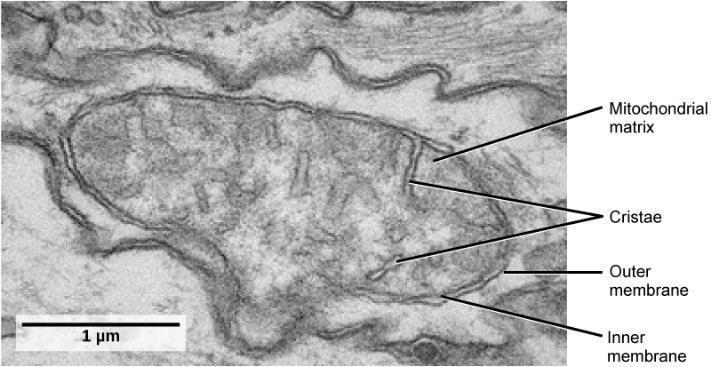 Mitochondrial
matrix
Cristae
Outer
membrane
Inner
membrane
1 µm